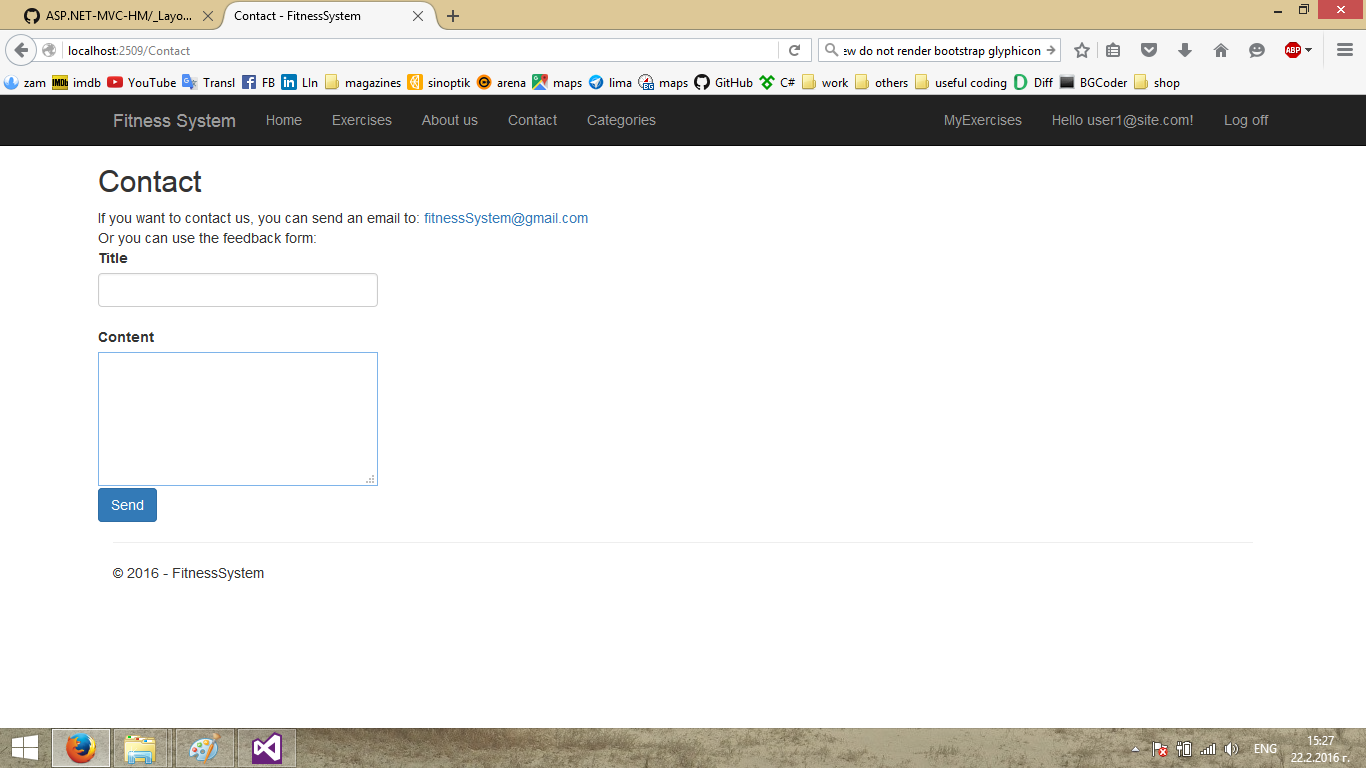 ASP.NET-MVC-HM/_Layo...
Contact - FitnessSystem
localhost:2509/Contact
ew do not render bootstrap glyphicon
ABP
zam imdb YouTube Transl FB LIn magazines sinoptik arena maps lima maps GitHub C# work others useful coding Diff BGCoder shop
Fitness System Home Exercises About us Contact Categories MyExercises Hello user1@site.com! Log off
Contact
If you want to contact us, you can send an email to: fitnessSystem@gmail.com
Or you can use the feedback form:
Title
Content
Send
© 2016 - FitnessSystem
ENG
15:27
22.2.2016 г.